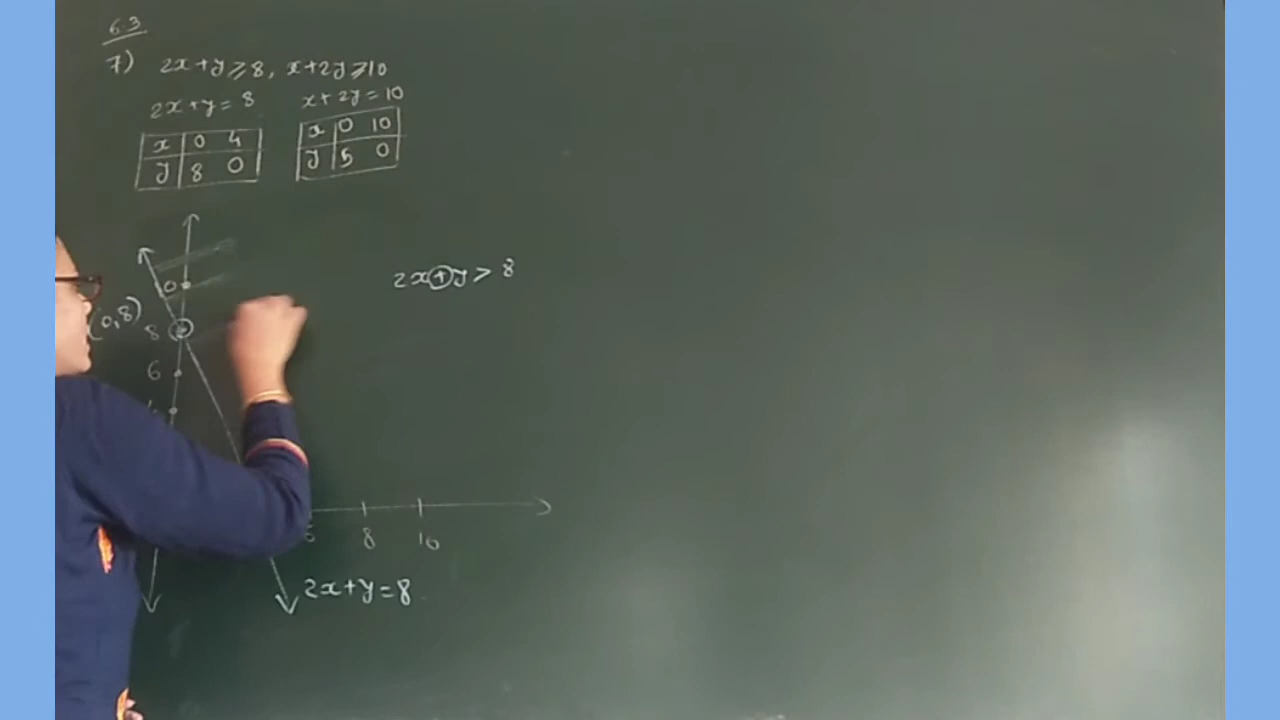 6.3
7) 2x+y≥8, x+2y≥10
2x+y=8 x+2y=10
x 0 4
y 8 0
x 0 10
y 5 0
2x+y>8
(0,8) 8
6
8 10
2x+y=8